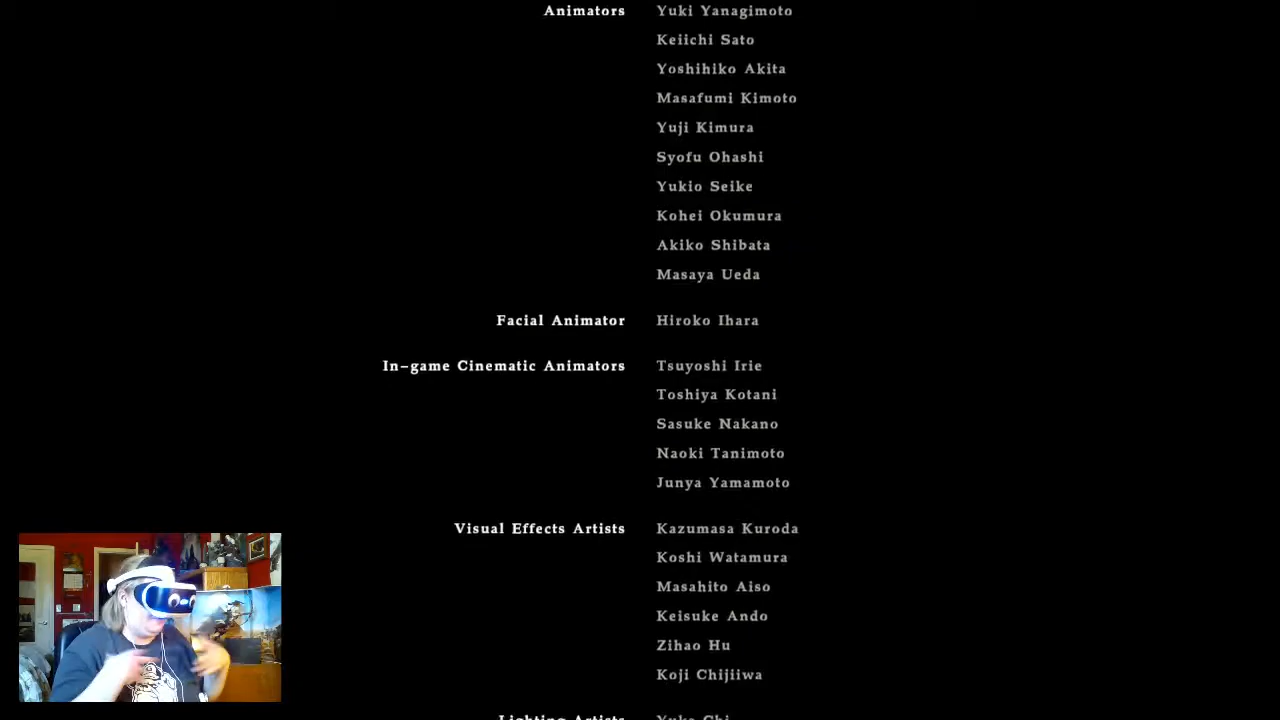 Animators Yuki Yanagimoto
Keiichi Sato
Yoshihiko Akita
Masafumi Kimoto
Yuji Kimura
Syofu Ohashi
Yukio Seike
Kohei Okumura
Akiko Shibata
Masaya Ueda
Facial Animator Hiroko Ihara
In-game Cinematic Animators Tsuyoshi Irie
Toshiya Kotani
Sasuke Nakano
Naoki Tanimoto
Junya Yamamoto
Visual Effects Artists Kazumasa Kuroda
Koshi Watamura
Masahito Aiso
Keisuke Ando
Zihao Hu
Koji Chijiiwa
Lighting Artists